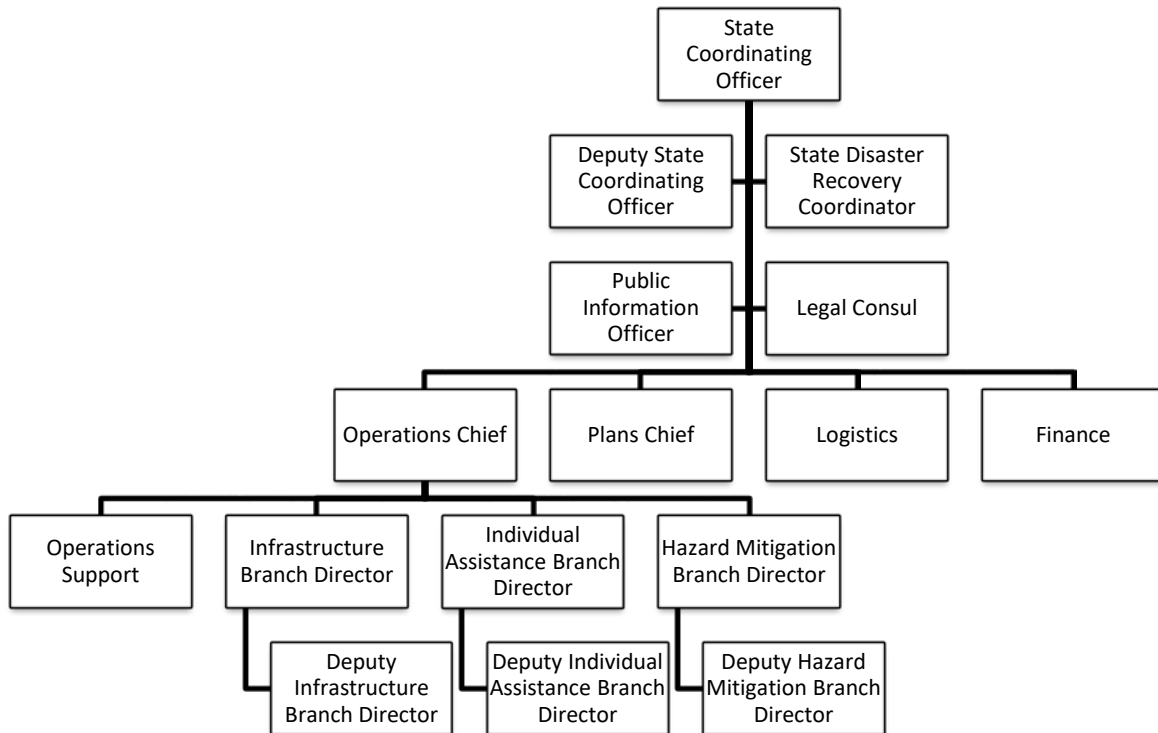 State
Coordinating
Officer
Deputy State
Coordinating
Officer
State Disaster
Recovery
Coordinator
Public
Information
Officer
Legal Consul
Operations Chief
Plans Chief
Logistics
Finance
Operations
Support
Infrastructure
Branch Director
Individual
Assistance Branch
Director
Hazard Mitigation
Branch Director
Deputy
Infrastructure
Branch Director
Deputy Individual
Assistance Branch
Director
Deputy Hazard
Mitigation Branch
Director